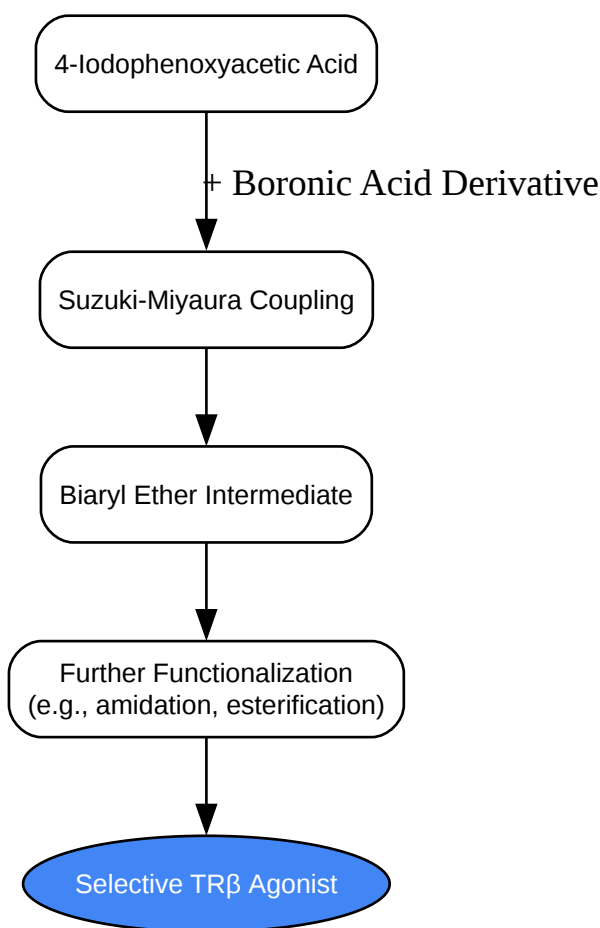 4-Iodophenoxyacetic Acid
+ Boronic Acid Derivative
Suzuki-Miyaura Coupling
Biaryl Ether Intermediate
Further Functionalization
(e.g., amidation, esterification)
Selective TRβ Agonist